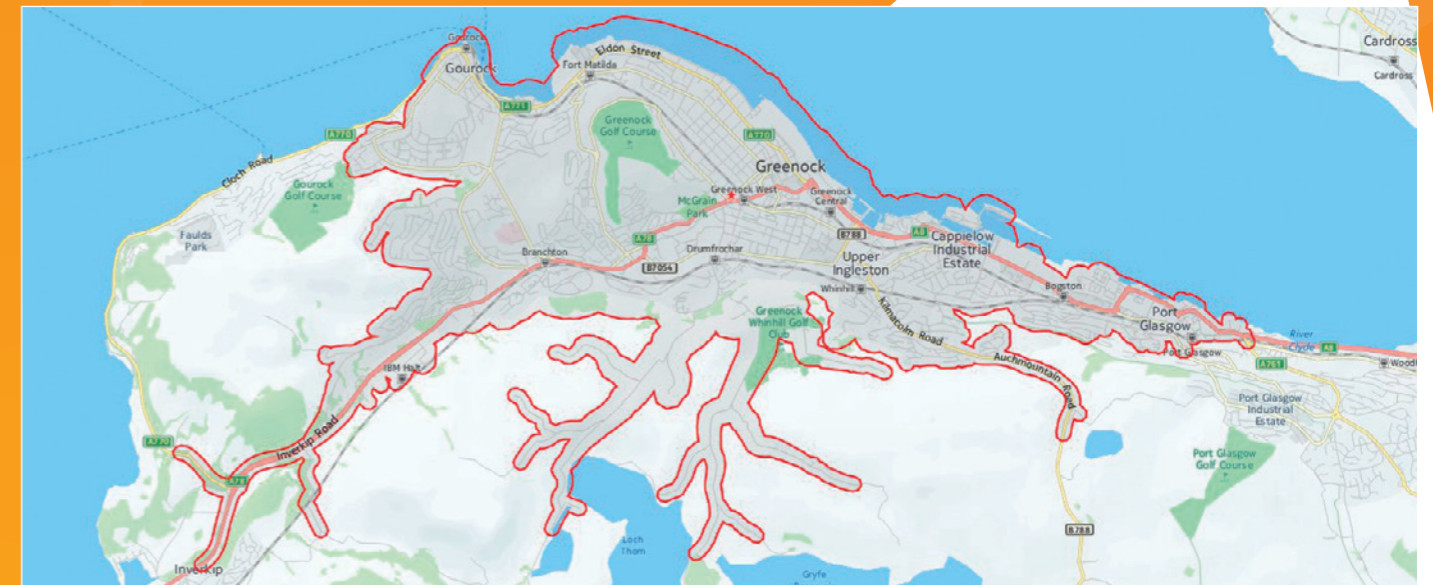 Gourock
Gourock
Eldon Street
Fort Matilda
A771
Cardross
Cardross
Greenock
Golf Course
A770
A770
Cloch Road
Greenock
Gourock
Golf Course
McGrain
Park
Greenock West
Greenock
Central
Faulds
Park
A78
B788
A8
Cappielow
Industrial
Estate
Branchton
Drumfrochar
B7054
Upper
Ingleston
Whinhill
Bogston
Greenock
Whinhill Golf
Club
Kilmacolm Road
Port
Glasgow
Port Glasgow
River
Clyde
A8
A761
Auchmountain Road
IBM Halt
Port Glasgow
Industrial
Estate
Inverkip Road
A770
A78
Port Glasgow
Golf Course
B788
Loch
Thom
Inverkip
Gryfe